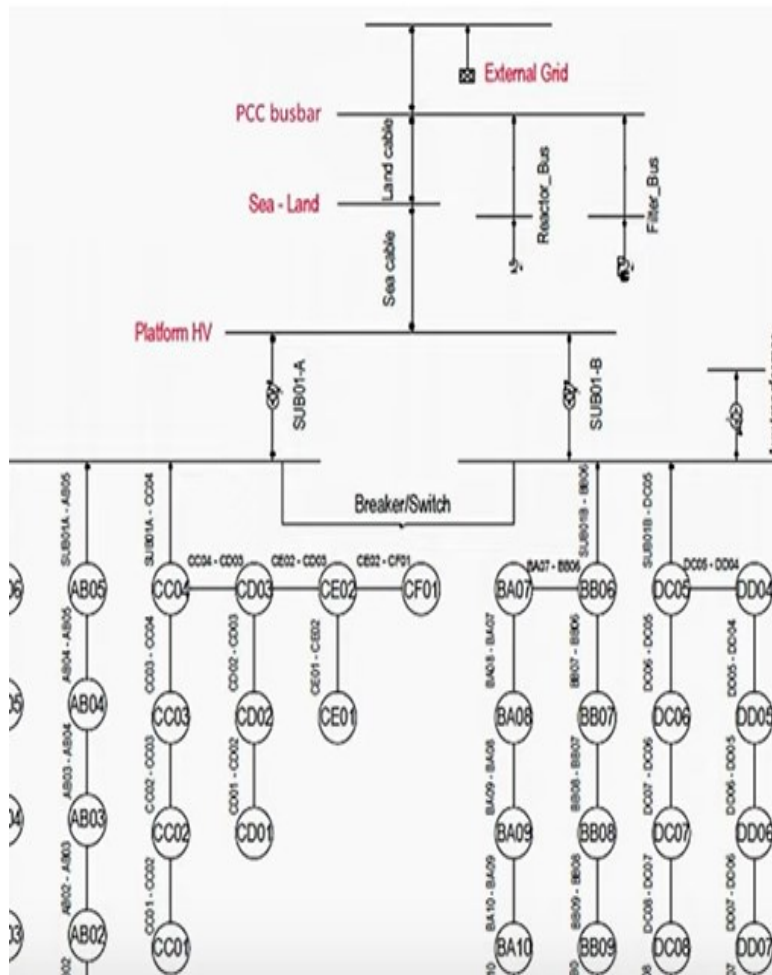 External Grid
PCC busbar
Land cable
Reactor_Bus
Filter_Bus
Sea - Land
Sea cable
Platform HV
SUB01-A
SUB01-B
Breaker/Switch
SUB01A - AB05
SUB01A - CC04
SUB01B - BB06
SUB01B - DC05
CC04 - CD03
CE02 - CD03
CE02 - CF01
BA07 - BB06
DC05 - DD04
06
AB05
CC04
CD03
CE02
CF01
BA07
BB06
DC05
DD04
AB04 - AB05
CC03 - CC04
CD02 - CD03
CE01 - CE02
BA08 - BA07
BB07 - BB06
DC06 - DC05
DD05 - DD04
05
AB04
CC03
CD02
CE01
BA08
BB07
DC06
DD05
AB03 - AB04
CC02 - CC03
CD01 - CD02
BA09 - BA08
BB08 - BB07
DC07 - DC06
DD06 - DD05
04
AB03
CC02
CD01
BA09
BB08
DC07
DD06
AB02 - AB03
CC01 - CC02
BA10 - BA09
BB09 - BB08
DC08 - DC07
DD07 - DD06
03
AB02
CC01
BA10
BB09
DC08
DD07